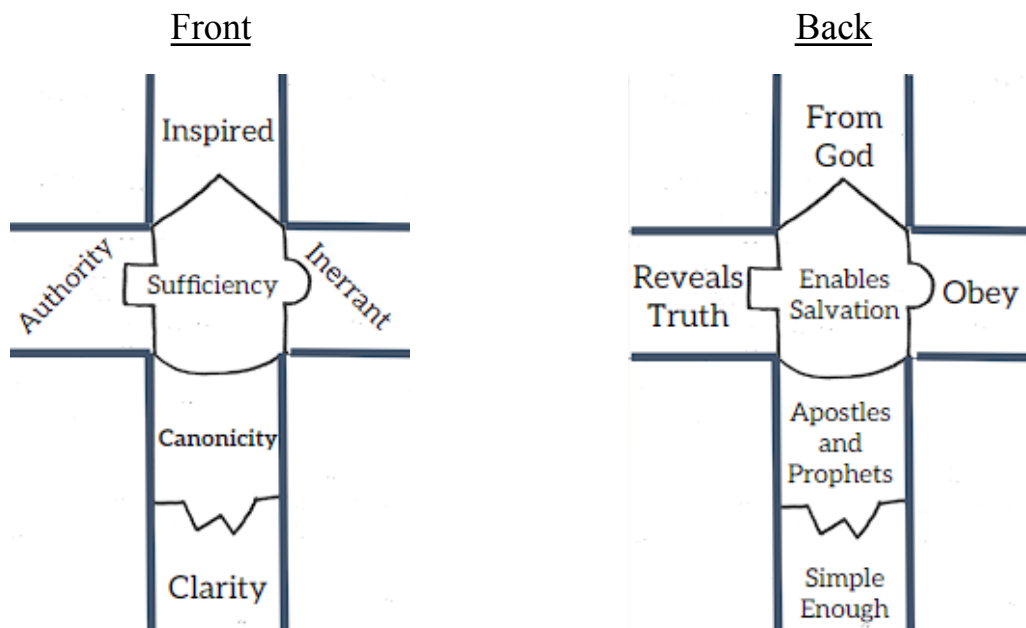 Front
Inspired
Authority
Sufficiency
Inerrant
Canonicity
Clarity
Back
From
God
Reveals
Truth
Enables
Salvation
Obey
Apostles
and
Prophets
Simple
Enough